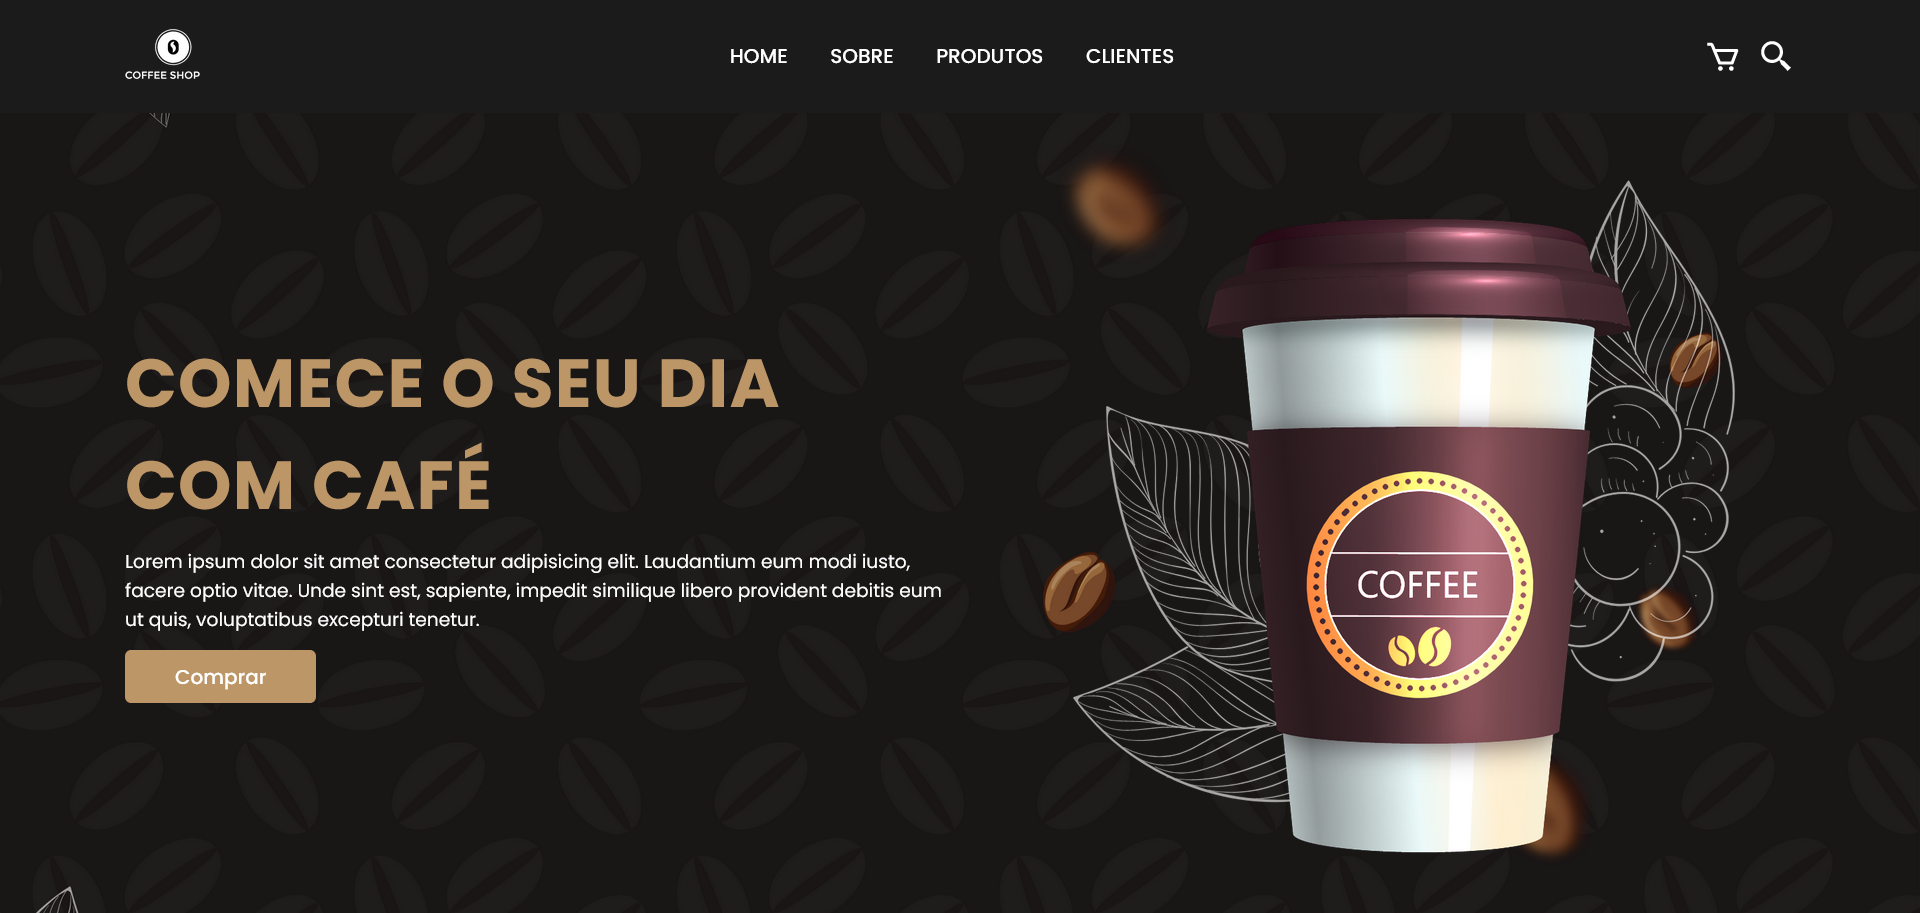 COFFEE SHOP
HOME SOBRE PRODUTOS CLIENTES
COMECE O SEU DIA
COM CAFÉ
Lorem ipsum dolor sit amet consectetur adipisicing elit. Laudantium eum modi iusto,
facere optio vitae. Unde sint est, sapiente, impedit similique libero provident debitis eum
ut quis, voluptatibus excepturi tenetur.
Comprar
COFFEE